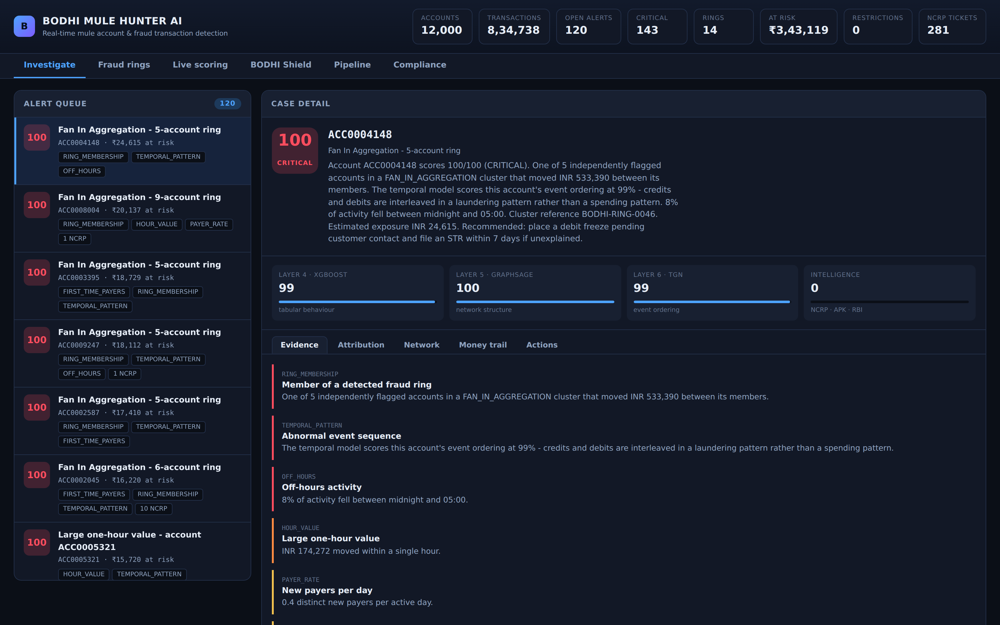 B
BODHI MULE HUNTER AI
Real-time mule account & fraud transaction detection
ACCOUNTS
12,000
TRANSACTIONS
8,34,738
OPEN ALERTS
120
CRITICAL
143
RINGS
14
AT RISK
₹3,43,119
RESTRICTIONS
0
NCRP TICKETS
281
Investigate
Fraud rings
Live scoring
BODHI Shield
Pipeline
Compliance
ALERT QUEUE
120
100
Fan In Aggregation - 5-account ring
ACC0004148 · ₹24,615 at risk
RING_MEMBERSHIP TEMPORAL_PATTERN
OFF_HOURS
100
Fan In Aggregation - 9-account ring
ACC0008004 · ₹20,137 at risk
RING_MEMBERSHIP HOUR_VALUE PAYER_RATE
1 NCRP
100
Fan In Aggregation - 5-account ring
ACC0003395 · ₹18,729 at risk
FIRST_TIME_PAYERS RING_MEMBERSHIP
TEMPORAL_PATTERN
100
Fan In Aggregation - 5-account ring
ACC0009247 · ₹18,112 at risk
RING_MEMBERSHIP TEMPORAL_PATTERN
OFF_HOURS 1 NCRP
100
Fan In Aggregation - 5-account ring
ACC0002587 · ₹17,410 at risk
RING_MEMBERSHIP TEMPORAL_PATTERN
FIRST_TIME_PAYERS
100
Fan In Aggregation - 6-account ring
ACC0002045 · ₹16,220 at risk
FIRST_TIME_PAYERS RING_MEMBERSHIP
TEMPORAL_PATTERN 10 NCRP
100
Large one-hour value - account
ACC0005321
ACC0005321 · ₹15,720 at risk
HOUR_VALUE TEMPORAL_PATTERN
CASE DETAIL
100
CRITICAL
ACC0004148
Fan In Aggregation - 5-account ring
Account ACC0004148 scores 100/100 (CRITICAL). One of 5 independently flagged
accounts in a FAN_IN_AGGREGATION cluster that moved INR 533,390 between its
members. The temporal model scores this account's event ordering at 99% - credits
and debits are interleaved in a laundering pattern rather than a spending pattern. 8%
of activity fell between midnight and 05:00. Cluster reference BODHI-RING-0046.
Estimated exposure INR 24,615. Recommended: place a debit freeze pending
customer contact and file an STR within 7 days if unexplained.
LAYER 4 · XGBOOST
99
tabular behaviour
LAYER 5 · GRAPHSAGE
100
network structure
LAYER 6 · TGN
99
event ordering
INTELLIGENCE
0
NCRP · APK · RBI
Evidence
Attribution
Network
Money trail
Actions
RING_MEMBERSHIP
Member of a detected fraud ring
One of 5 independently flagged accounts in a FAN_IN_AGGREGATION cluster that moved INR 533,390 between its members.
TEMPORAL_PATTERN
Abnormal event sequence
The temporal model scores this account's event ordering at 99% - credits and debits are interleaved in a laundering pattern rather than a spending pattern.
OFF_HOURS
Off-hours activity
8% of activity fell between midnight and 05:00.
HOUR_VALUE
Large one-hour value
INR 174,272 moved within a single hour.
PAYER_RATE
New payers per day
0.4 distinct new payers per active day.